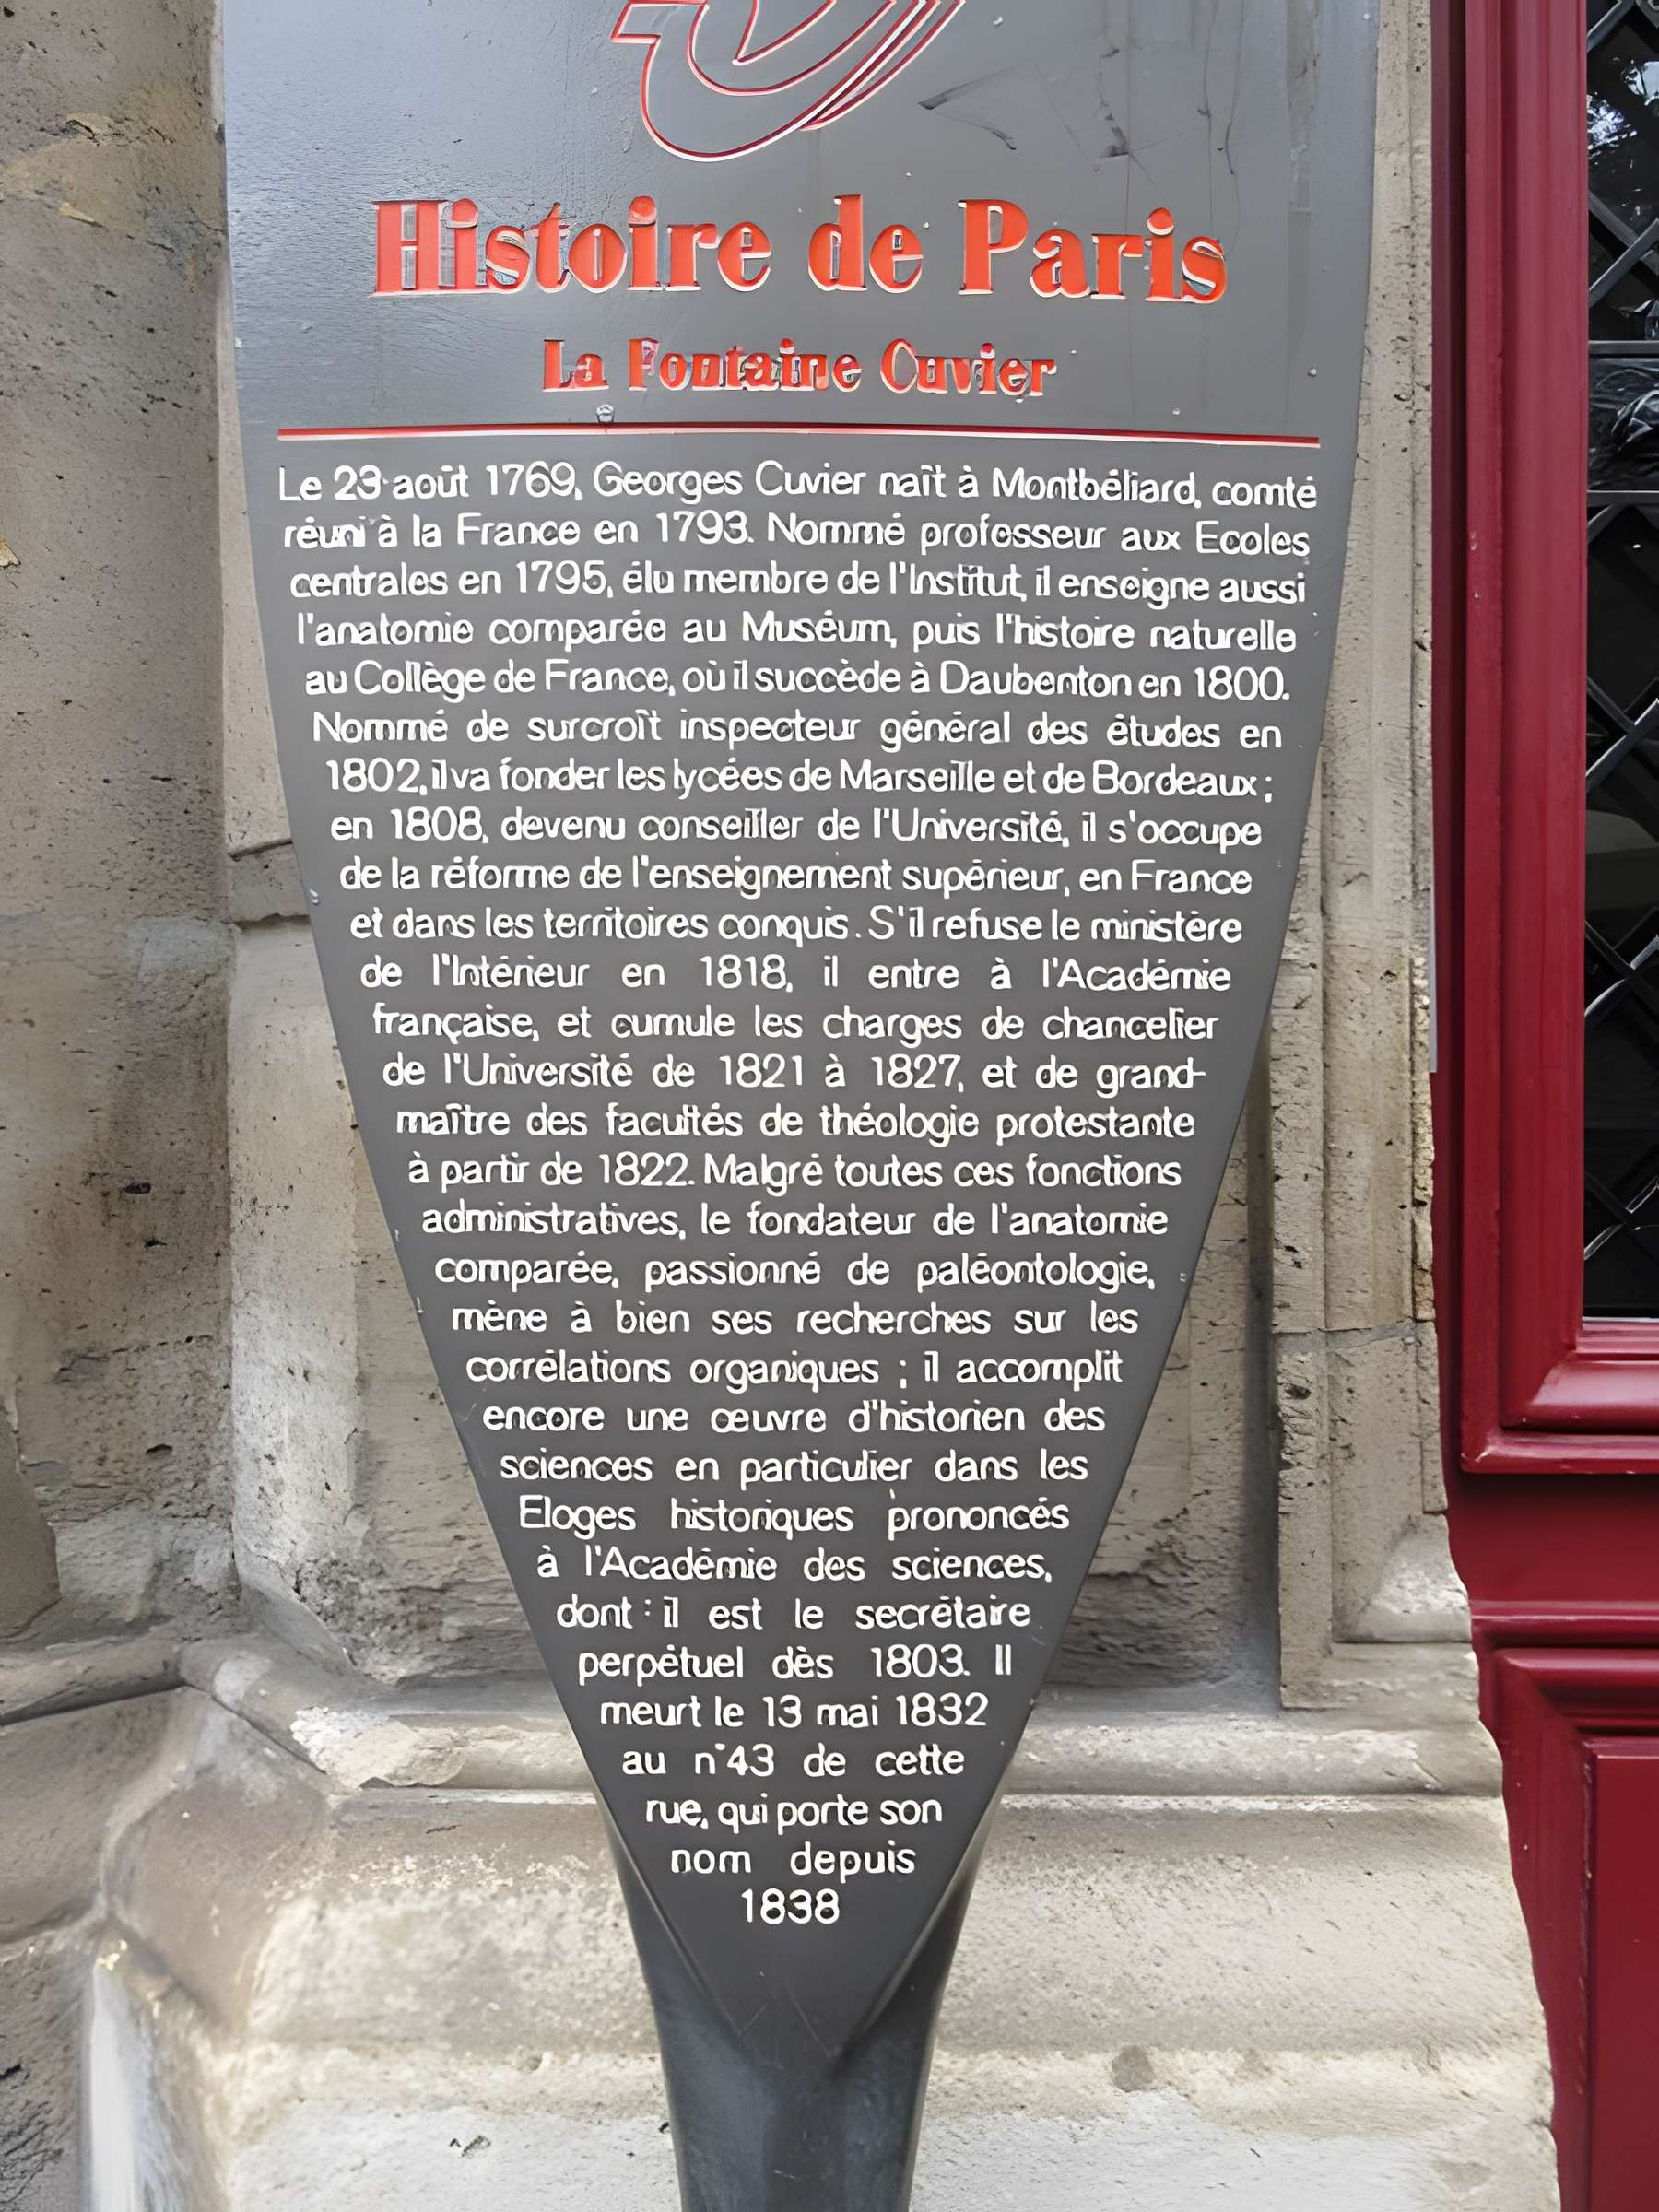 Histoire de Paris
La Fontaine Cuvier
Le 23 août 1769, Georges Cuvier naît à Montbéliard, comté
réuni à la France en 1793. Nommé professeur aux Ecoles
centrales en 1795, élu membre de l'Institut, il enseigne aussi
l'anatomie comparée au Muséum, puis l'histoire naturelle
au Collège de France, où il succède à Daubenton en 1800.
Nommé de surcroît inspecteur général des études en
1802, il va fonder les lycées de Marseille et de Bordeaux ;
en 1808, devenu conseiller de l'Université, il s'occupe
de la réforme de l'enseignement supérieur, en France
et dans les territoires conquis. S'il refuse le ministère
de l'Intérieur en 1818, il entre à l'Académie
française, et cumule les charges de chancelier
de l'Université de 1821 à 1827, et de grand-
maître des facultés de théologie protestante
à partir de 1822. Malgré toutes ces fonctions
administratives, le fondateur de l'anatomie
comparée, passionné de paléontologie,
mène à bien ses recherches sur les
corrélations organiques ; il accomplit
encore une œuvre d'historien des
sciences en particulier dans les
Eloges historiques prononcés
à l'Académie des sciences,
dont il est le secrétaire
perpétuel dès 1803. Il
meurt le 13 mai 1832
au n°43 de cette
rue, qui porte son
nom depuis
1838